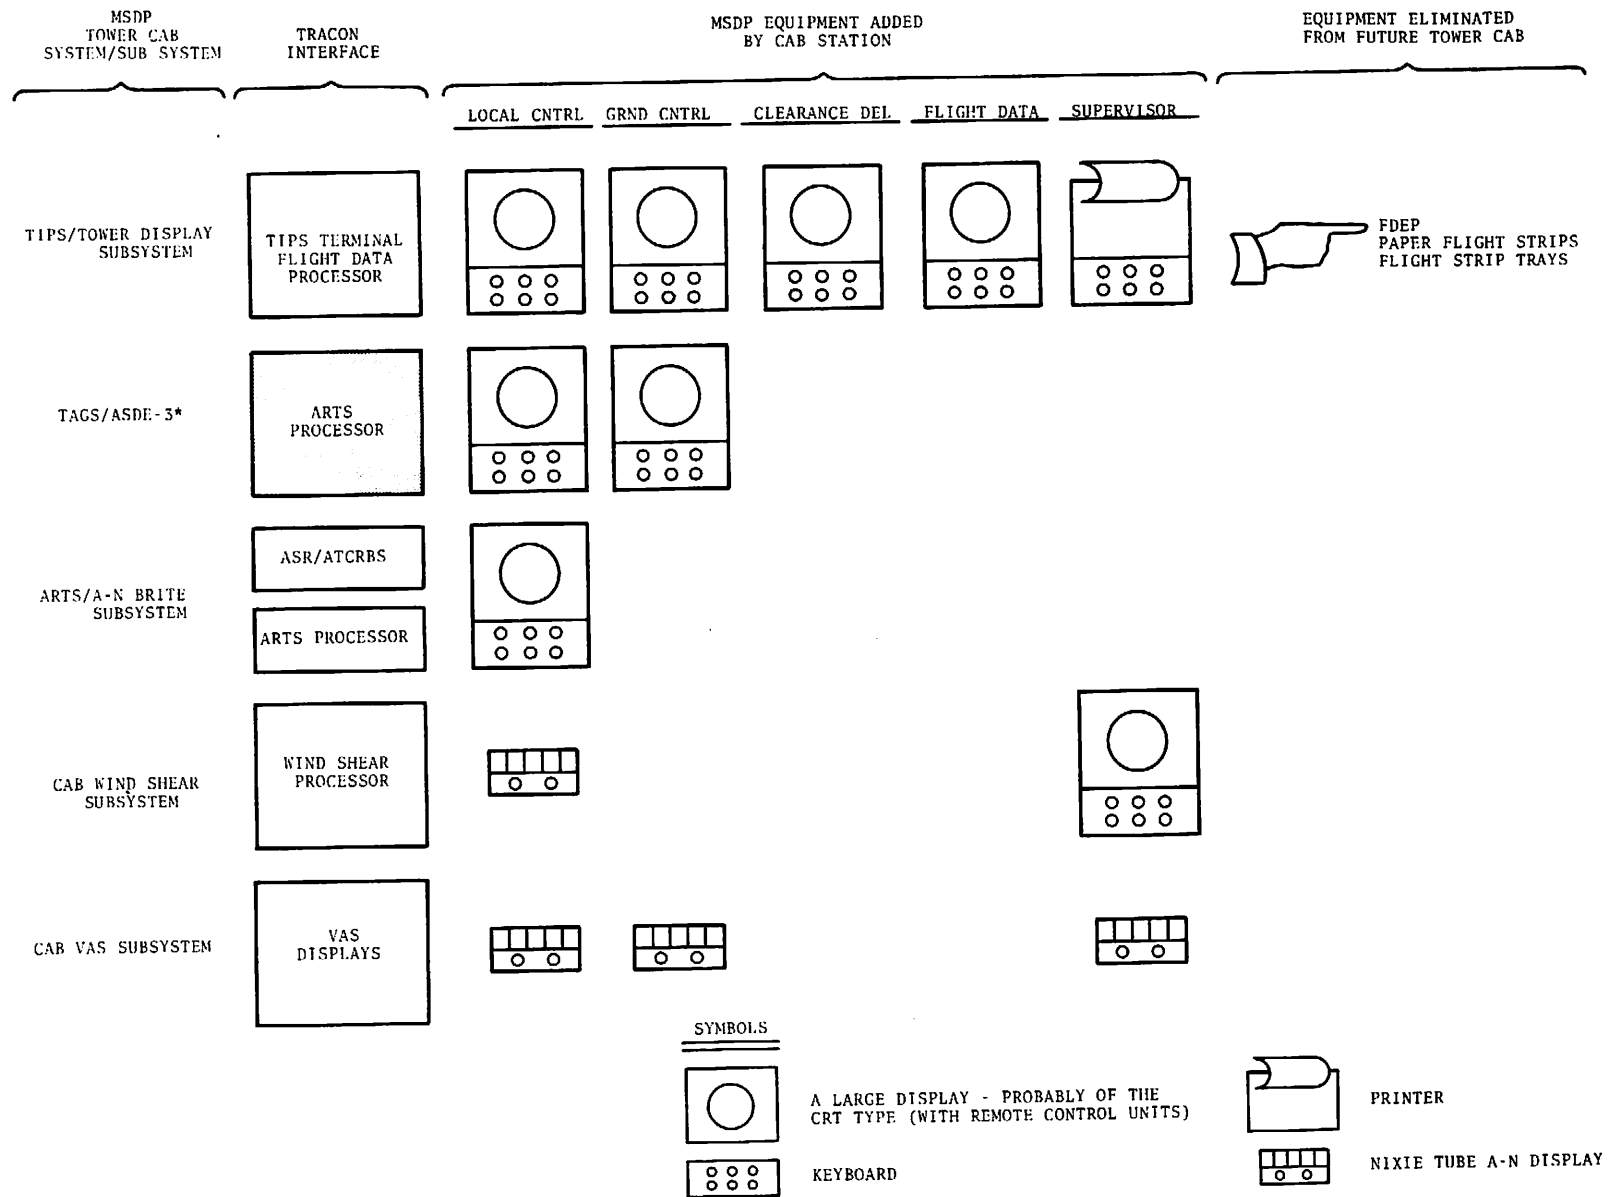 MSDP
TOWER CAB
SYSTEM/SUB SYSTEM
TRACON
INTERFACE
MSDP EQUIPMENT ADDED
BY CAB STATION
EQUIPMENT ELIMINATED
FROM FUTURE TOWER CAB
LOCAL CNTRL
GRND CNTRL
CLEARANCE DEL
FLIGHT DATA
SUPERVISOR
TIPS/TOWER DISPLAY
SUBSYSTEM
TIPS TERMINAL
FLIGHT DATA
PROCESSOR
FDEP
PAPER FLIGHT STRIPS
FLIGHT STRIP TRAYS
TAGS/ASDE-3*
ARTS
PROCESSOR
ARTS/A-N BRITE
SUBSYSTEM
ASR/ATCRBS
ARTS PROCESSOR
CAB WIND SHEAR
SUBSYSTEM
WIND SHEAR
PROCESSOR
CAB VAS SUBSYSTEM
VAS
DISPLAYS
SYMBOLS
A LARGE DISPLAY - PROBABLY OF THE
CRT TYPE (WITH REMOTE CONTROL UNITS)
PRINTER
KEYBOARD
NIXIE TUBE A-N DISPLAY